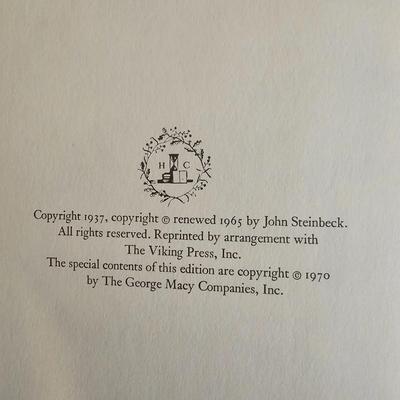 H C
Copyright 1937, copyright © renewed 1965 by John Steinbeck.
All rights reserved. Reprinted by arrangement with
The Viking Press, Inc.
The special contents of this edition are copyright © 1970
by The George Macy Companies, Inc.